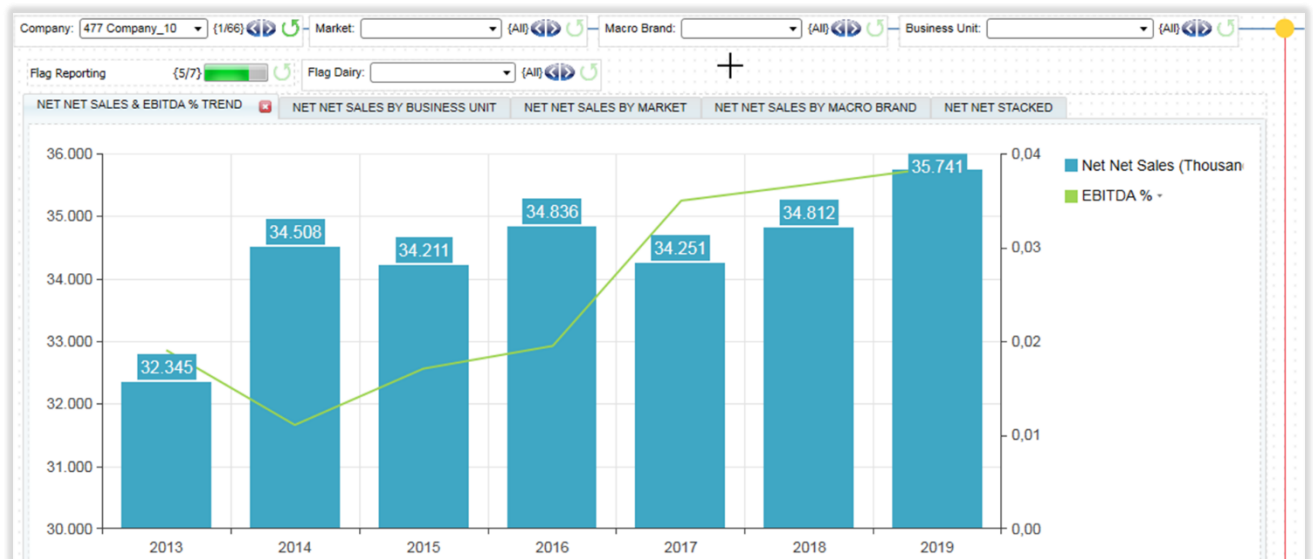 Company: 477 Company_10 {1/66} Market: {All} Macro Brand: {All} Business Unit: {All}
Flag Reporting {5/7} Flag Dairy: {All}
NET NET SALES & EBITDA % TREND NET NET SALES BY BUSINESS UNIT NET NET SALES BY MARKET NET NET SALES BY MACRO BRAND NET NET STACKED
36.000 35.741 0,04 Net Net Sales (Thousan
EBITDA %
35.000 34.836 34.812
34.508
34.211 34.251 0,03
34.000
33.000 0,02
32.345
32.000
0,01
31.000
30.000 0,00
2013 2014 2015 2016 2017 2018 2019